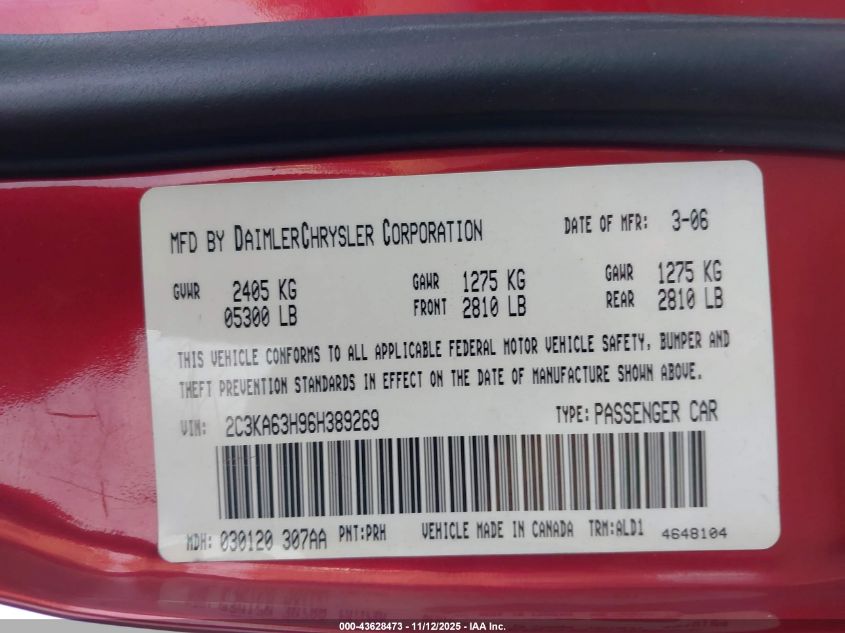 MFD BY DAIMLERCHRYSLER CORPORATION DATE OF MFR: 3-06
GVWR 2405 KG GAWR 1275 KG GAWR 1275 KG
05300 LB FRONT 2810 LB REAR 2810 LB
THIS VEHICLE CONFORMS TO ALL APPLICABLE FEDERAL MOTOR VEHICLE SAFETY, BUMPER AND
THEFT PREVENTION STANDARDS IN EFFECT ON THE DATE OF MANUFACTURE SHOWN ABOVE.
VIN: 2C3KA63H96H389269 TYPE: PASSENGER CAR
MDH: 030120 307AA PNT:PRH VEHICLE MADE IN CANADA TRM:ALD1 4648104
000-43628473 - 11/12/2025 - IAA Inc.